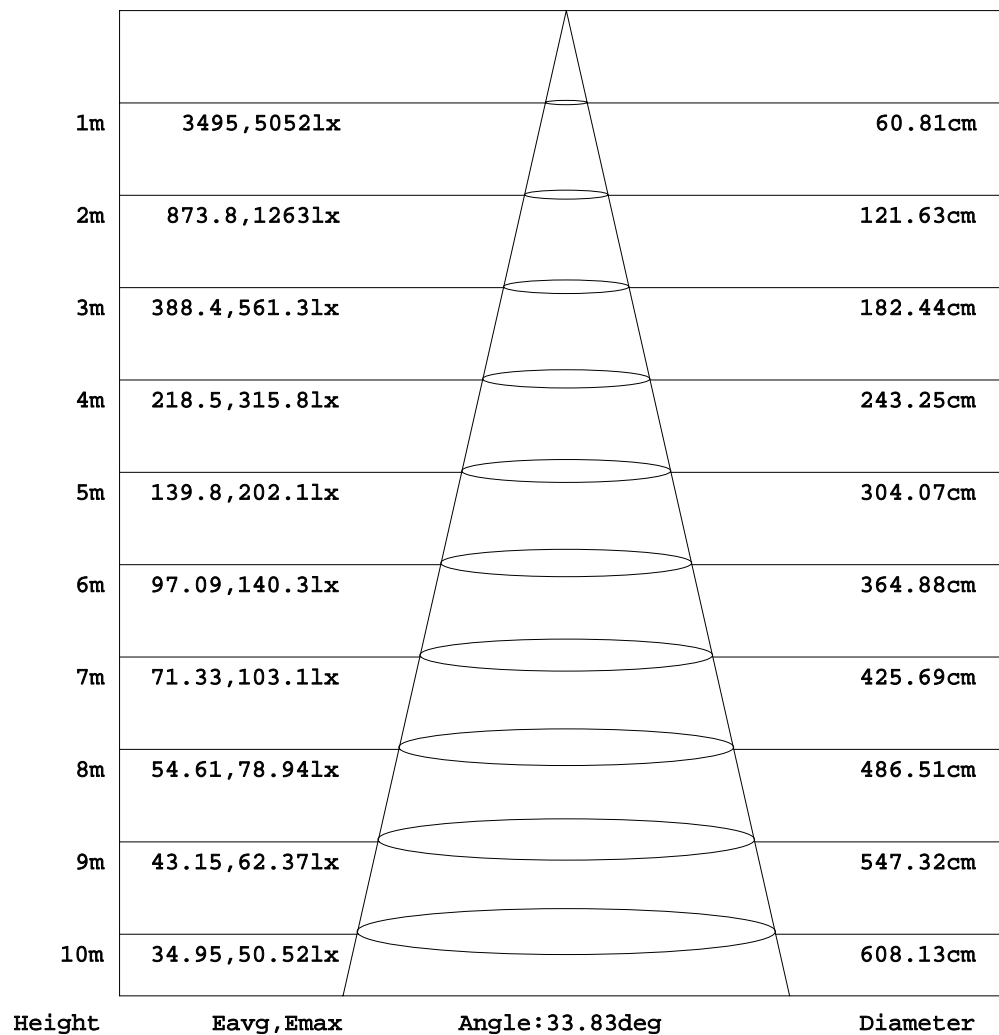 1m 3495,5052lx 60.81cm
2m 873.8,1263lx 121.63cm
3m 388.4,561.3lx 182.44cm
4m 218.5,315.8lx 243.25cm
5m 139.8,202.1lx 304.07cm
6m 97.09,140.3lx 364.88cm
7m 71.33,103.1lx 425.69cm
8m 54.61,78.94lx 486.51cm
9m 43.15,62.37lx 547.32cm
10m 34.95,50.52lx 608.13cm
Height Eavg,Emax Angle:33.83deg Diameter